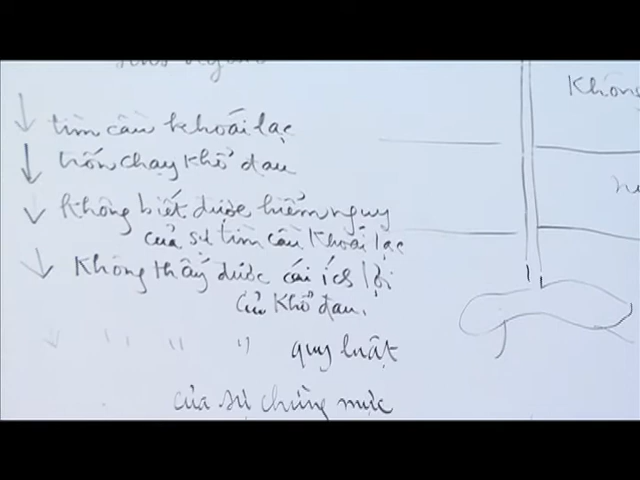 ↓ tìm cầu khoái lạc
↓ trốn chạy khổ đau
↓ không biết được hiểm nguy
của sự tìm cầu khoái lạc
↓ không thấy được cái ích lợi
của khổ đau.
↓ " " " quy luật
của sự chừng mực
Không